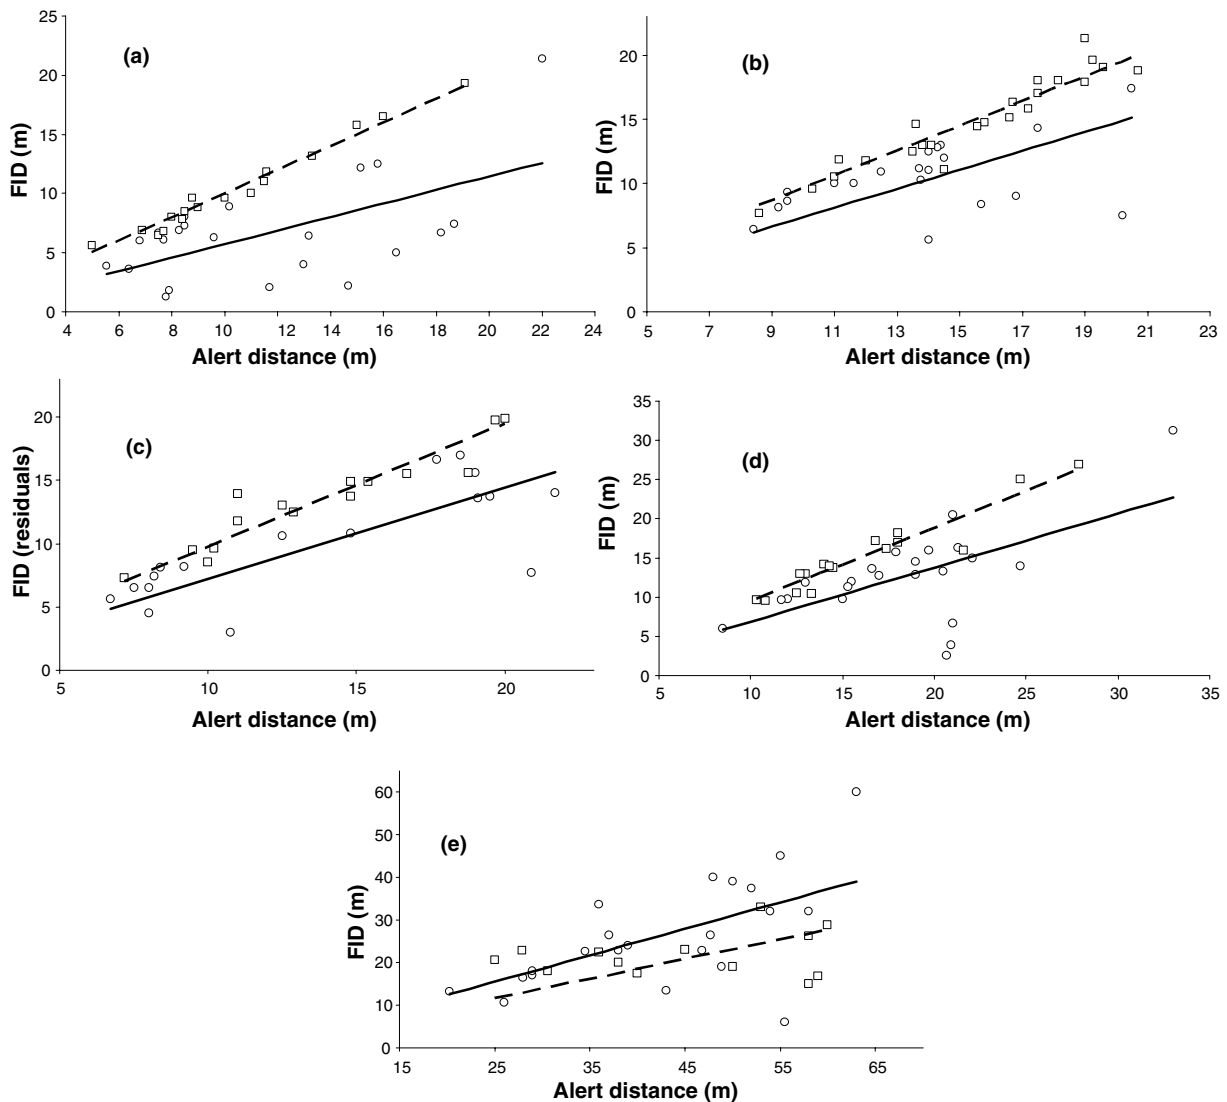 (a)
FID (m)
25
20
15
10
5
0
4 6 8 10 12 14 16 18 20 22 24
Alert distance (m)
(b)
FID (m)
20
15
10
5
0
5 7 9 11 13 15 17 19 21 23
Alert distance (m)
(c)
FID (residuals)
20
15
10
5
0
5 10 15 20
Alert distance (m)
(d)
FID (m)
35
30
25
20
15
10
5
0
5 10 15 20 25 30 35
Alert distance (m)
(e)
FID (m)
60
50
40
30
20
10
0
15 25 35 45 55 65
Alert distance (m)